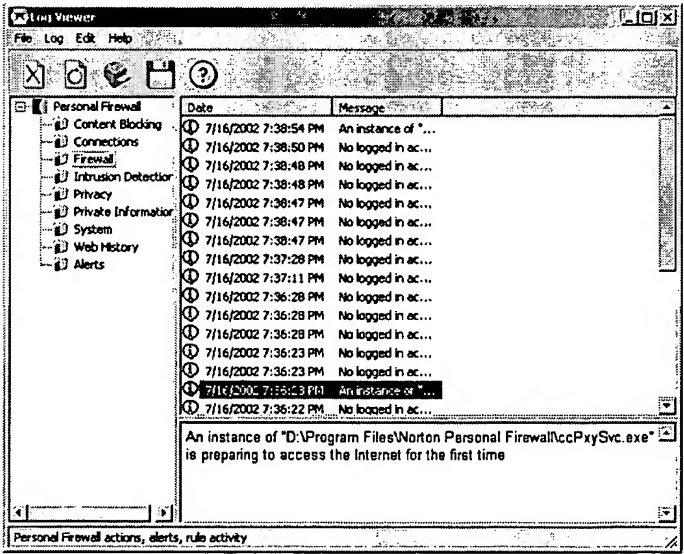 Log Viewer
File Log Edit Help
Personal Firewall
Content Blocking
Connections
Firewall
Intrusion Detection
Privacy
Private Information
System
Web History
Alerts
Date Message
7/16/2002 7:38:54 PM An instance of "...
7/16/2002 7:38:50 PM No logged in ac...
7/16/2002 7:38:48 PM No logged in ac...
7/16/2002 7:38:48 PM No logged in ac...
7/16/2002 7:38:47 PM No logged in ac...
7/16/2002 7:38:47 PM No logged in ac...
7/16/2002 7:38:47 PM No logged in ac...
7/16/2002 7:37:28 PM No logged in ac...
7/16/2002 7:37:11 PM No logged in ac...
7/16/2002 7:36:28 PM No logged in ac...
7/16/2002 7:36:28 PM No logged in ac...
7/16/2002 7:36:28 PM No logged in ac...
7/16/2002 7:36:23 PM No logged in ac...
7/16/2002 7:36:23 PM No logged in ac...
7/16/2002 7:36:23 PM An instance of "...
7/16/2002 7:36:22 PM No logged in ac...
An instance of "D:\Program Files\Norton Personal Firewall\ccPxySvc.exe"
is preparing to access the Internet for the first time
Personal Firewall actions, alerts, rule activity